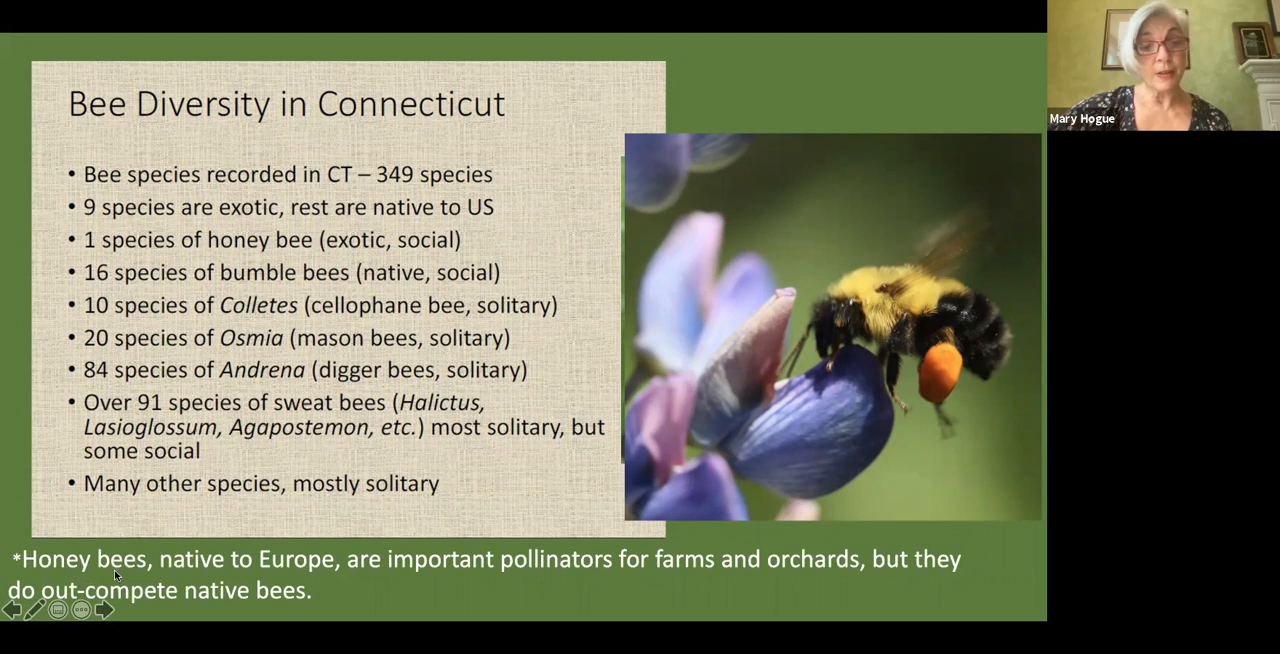 Bee Diversity in Connecticut
• Bee species recorded in CT – 349 species
• 9 species are exotic, rest are native to US
• 1 species of honey bee (exotic, social)
• 16 species of bumble bees (native, social)
• 10 species of Colletes (cellophane bee, solitary)
• 20 species of Osmia (mason bees, solitary)
• 84 species of Andrena (digger bees, solitary)
• Over 91 species of sweat bees (Halictus,
Lasioglossum, Agapostemon, etc.) most solitary, but
some social
• Many other species, mostly solitary
*Honey bees, native to Europe, are important pollinators for farms and orchards, but they
do out-compete native bees.
Mary Hogue